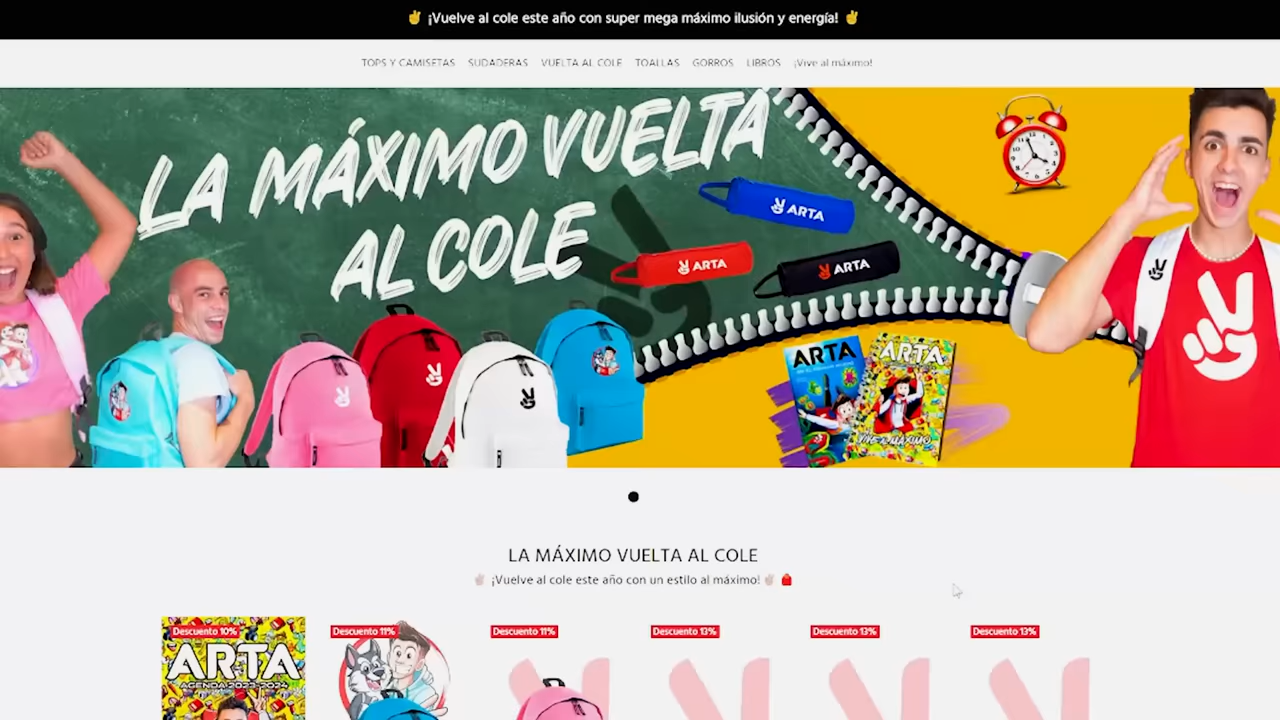 ✌️ ¡Vuelve al cole este año con super mega máximo ilusión y energía! ✌️
TOPS Y CAMISETAS SUDADERAS VUELTA AL COLE TOALLAS GORROS LIBROS ¡Vive al máximo!
LA MÁXIMO VUELTA
AL COLE
ARTA
ARTA
ARTA
ARTA
ARTA
VIVE AL MÁXIMO
LA MÁXIMO VUELTA AL COLE
✌🏻 ¡Vuelve al cole este año con un estilo al máximo! ✌🏻 🎒
Descuento 10% Descuento 11% Descuento 11% Descuento 13% Descuento 13% Descuento 13%
ARTA
AGENDA 2023-2024